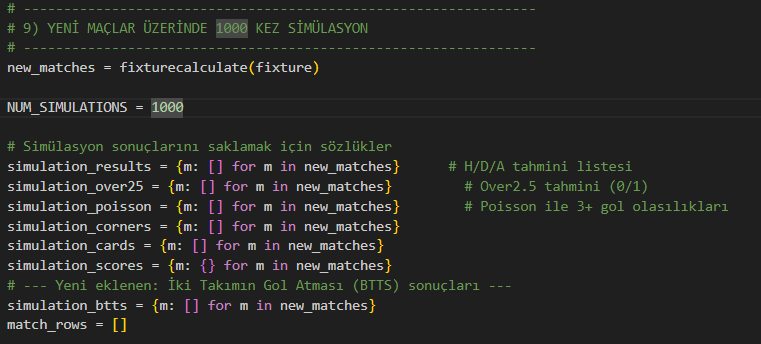 # ----------------------------------------------------------------
# 9) YENİ MAÇLAR ÜZERİNDE 1000 KEZ SİMÜLASYON
# ----------------------------------------------------------------
new_matches = fixturecalculate(fixture)
NUM_SIMULATIONS = 1000
# Simülasyon sonuçlarını saklamak için sözlükler
simulation_results = {m: [] for m in new_matches}      # H/D/A tahmini listesi
simulation_over25 = {m: [] for m in new_matches}         # Over2.5 tahmini (0/1)
simulation_poisson = {m: [] for m in new_matches}        # Poisson ile 3+ gol olasılıkları
simulation_corners = {m: [] for m in new_matches}
simulation_cards = {m: [] for m in new_matches}
simulation_scores = {m: {} for m in new_matches}
# --- Yeni eklenen: İki Takımın Gol Atması (BTTS) sonuçları ---
simulation_btts = {m: [] for m in new_matches}
match_rows = []